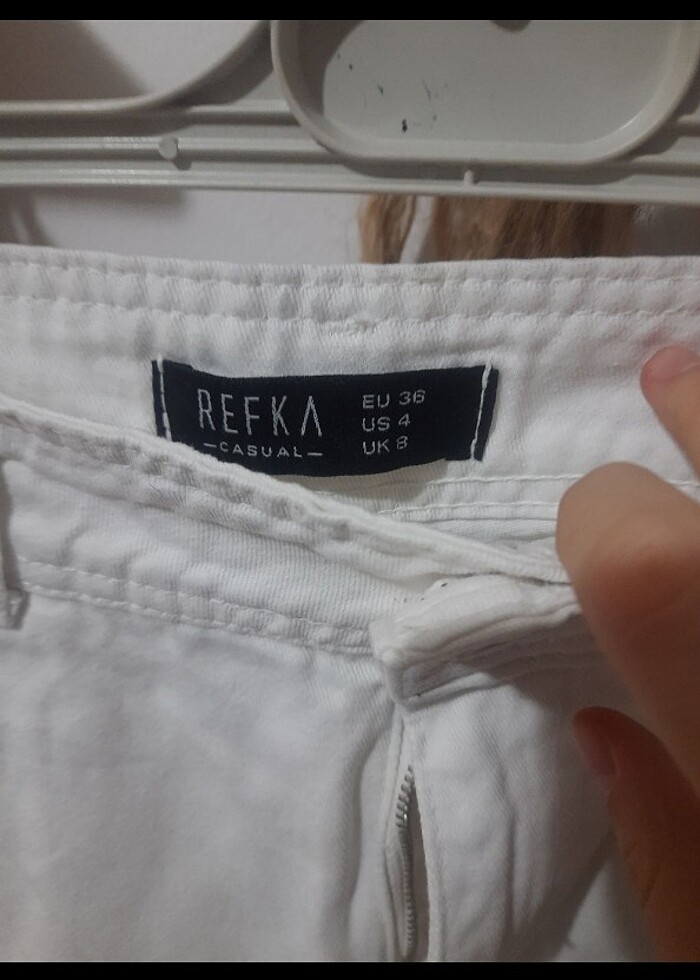 REFKA
—CASUAL—
EU 36
US 4
UK 8